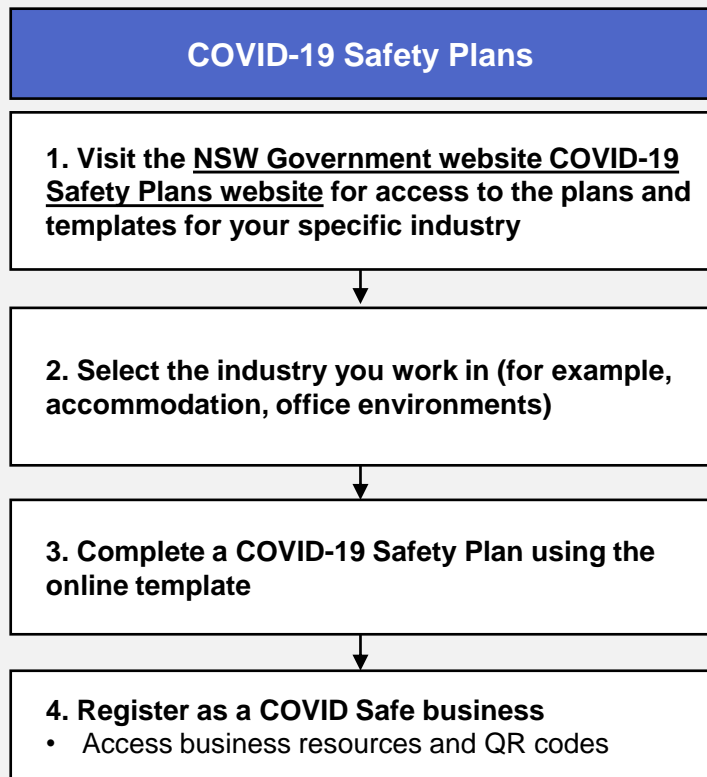 COVID-19 Safety Plans
1. Visit the NSW Government website COVID-19
Safety Plans website for access to the plans and
templates for your specific industry
2. Select the industry you work in (for example,
accommodation, office environments)
3. Complete a COVID-19 Safety Plan using the
online template
4. Register as a COVID Safe business
• Access business resources and QR codes